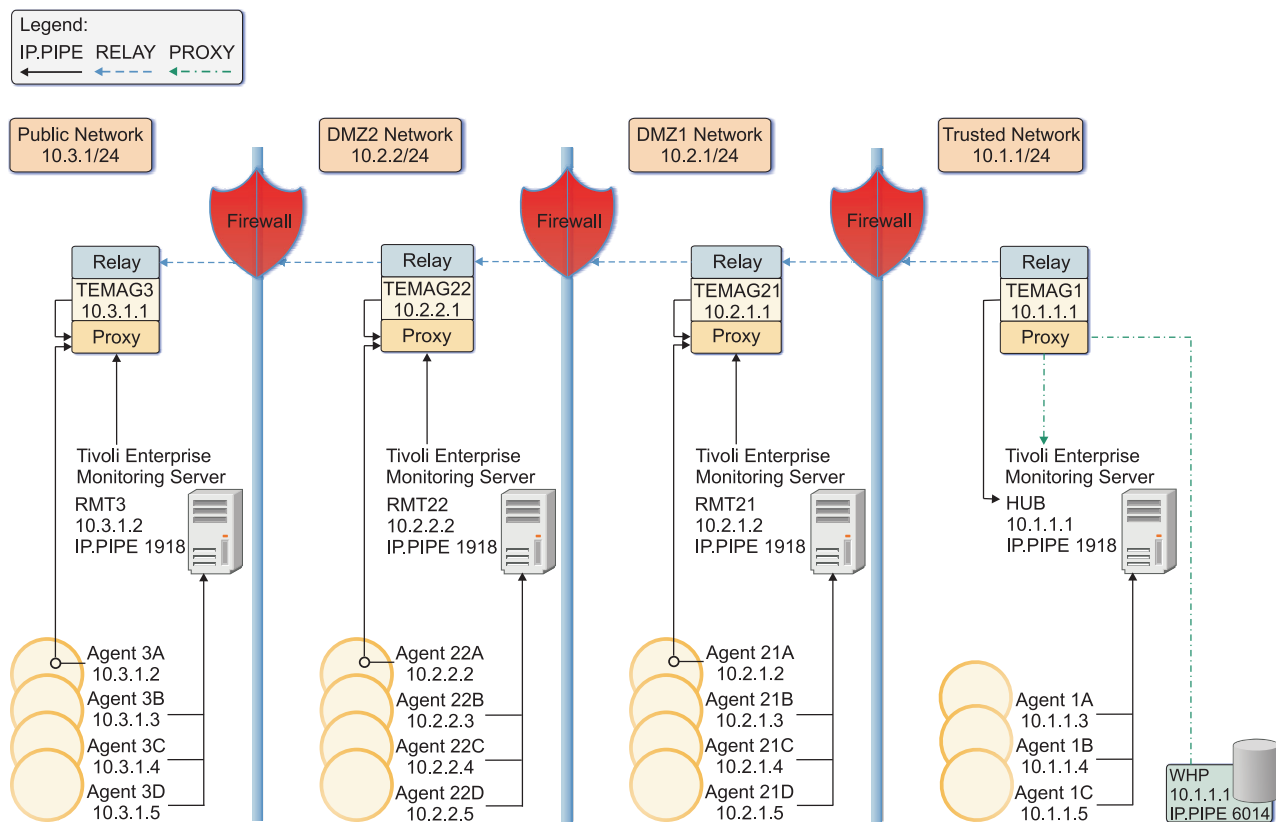 Legend:
IP.PIPE
RELAY
PROXY
Public Network
10.3.1/24
DMZ2 Network
10.2.2/24
DMZ1 Network
10.2.1/24
Trusted Network
10.1.1/24
Firewall
Firewall
Firewall
Relay
TEMAG3
10.3.1.1
Proxy
Relay
TEMAG22
10.2.2.1
Proxy
Relay
TEMAG21
10.2.1.1
Proxy
Relay
TEMAG1
10.1.1.1
Proxy
Tivoli Enterprise
Monitoring Server
RMT3
10.3.1.2
IP.PIPE 1918
Tivoli Enterprise
Monitoring Server
RMT22
10.2.2.2
IP.PIPE 1918
Tivoli Enterprise
Monitoring Server
RMT21
10.2.1.2
IP.PIPE 1918
Tivoli Enterprise
Monitoring Server
HUB
10.1.1.1
IP.PIPE 1918
Agent 3A
10.3.1.2
Agent 3B
10.3.1.3
Agent 3C
10.3.1.4
Agent 3D
10.3.1.5
Agent 22A
10.2.2.2
Agent 22B
10.2.2.3
Agent 22C
10.2.2.4
Agent 22D
10.2.2.5
Agent 21A
10.2.1.2
Agent 21B
10.2.1.3
Agent 21C
10.2.1.4
Agent 21D
10.2.1.5
Agent 1A
10.1.1.3
Agent 1B
10.1.1.4
Agent 1C
10.1.1.5
WHP
10.1.1.1
IP.PIPE 6014